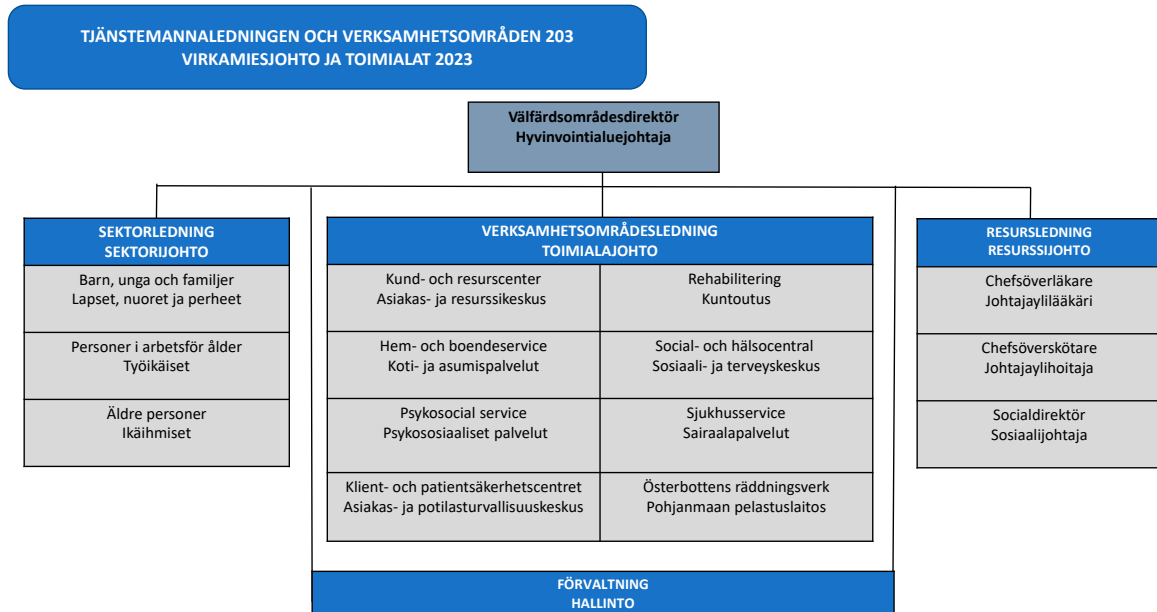 TJÄNSTEMANNALEDNINGEN OCH VERKSAMHETSOMRÅDEN 203
VIRKAMIESJOHTO JA TOIMIALAT 2023
Välfärdsområdesdirektör
Hyvinvointialuejohtaja
SEKTORLEDNING
SEKTORIJOHTO
Barn, unga och familjer
Lapset, nuoret ja perheet
Personer i arbetsför ålder
Työikäiset
Äldre personer
Ikäihmiset
VERKSAMHETSOMRÅDESLEDNING
TOIMIALAJOHTO
Kund- och resurscenter
Asiakas- ja resurssikeskus
Rehabilitering
Kuntoutus
Hem- och boendeservice
Koti- ja asumispalvelut
Social- och hälsocentral
Sosiaali- ja terveyskeskus
Psykosocial service
Psykososiaaliset palvelut
Sjukhusservice
Sairaalapalvelut
Klient- och patientsäkerhetscentret
Asiakas- ja potilasturvallisuuskeskus
Österbottens räddningsverk
Pohjanmaan pelastuslaitos
RESURSLEDNING
RESURSSIJOHTO
Chefsöverläkare
Johtajaylilääkäri
Chefsöverskötare
Johtajaylihoitaja
Socialdirektör
Sosiaalijohtaja
FÖRVALTNING
HALLINTO